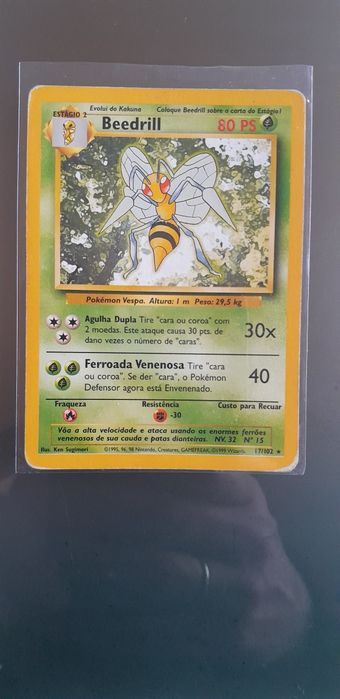 Evolui do Kakuna Coloque Beedrill sobre a carta do Estágio 1
ESTÁGIO 2
Beedrill 80 PS
Pokémon Vespa. Altura: 1 m Peso: 29,5 kg
Agulha Dupla Tire "cara ou coroa" com
2 moedas. Este ataque causa 30 pts. de
dano vezes o número de "caras".
30x
Ferroada Venenosa Tire "cara
ou coroa". Se der "cara", o Pokémon
Defensor agora está Envenenado.
40
Fraqueza Resistência Custo para Recuar
-30
Vôa a alta velocidade e ataca usando os enormes ferrões
venenosos de sua cauda e patas dianteiras. NV. 32 Nº 15
Ilus. Ken Sugimori ©1995, 96, 98 Nintendo, Creatures, GAMEFREAK. ©1999 Wizards. 17/102 ★